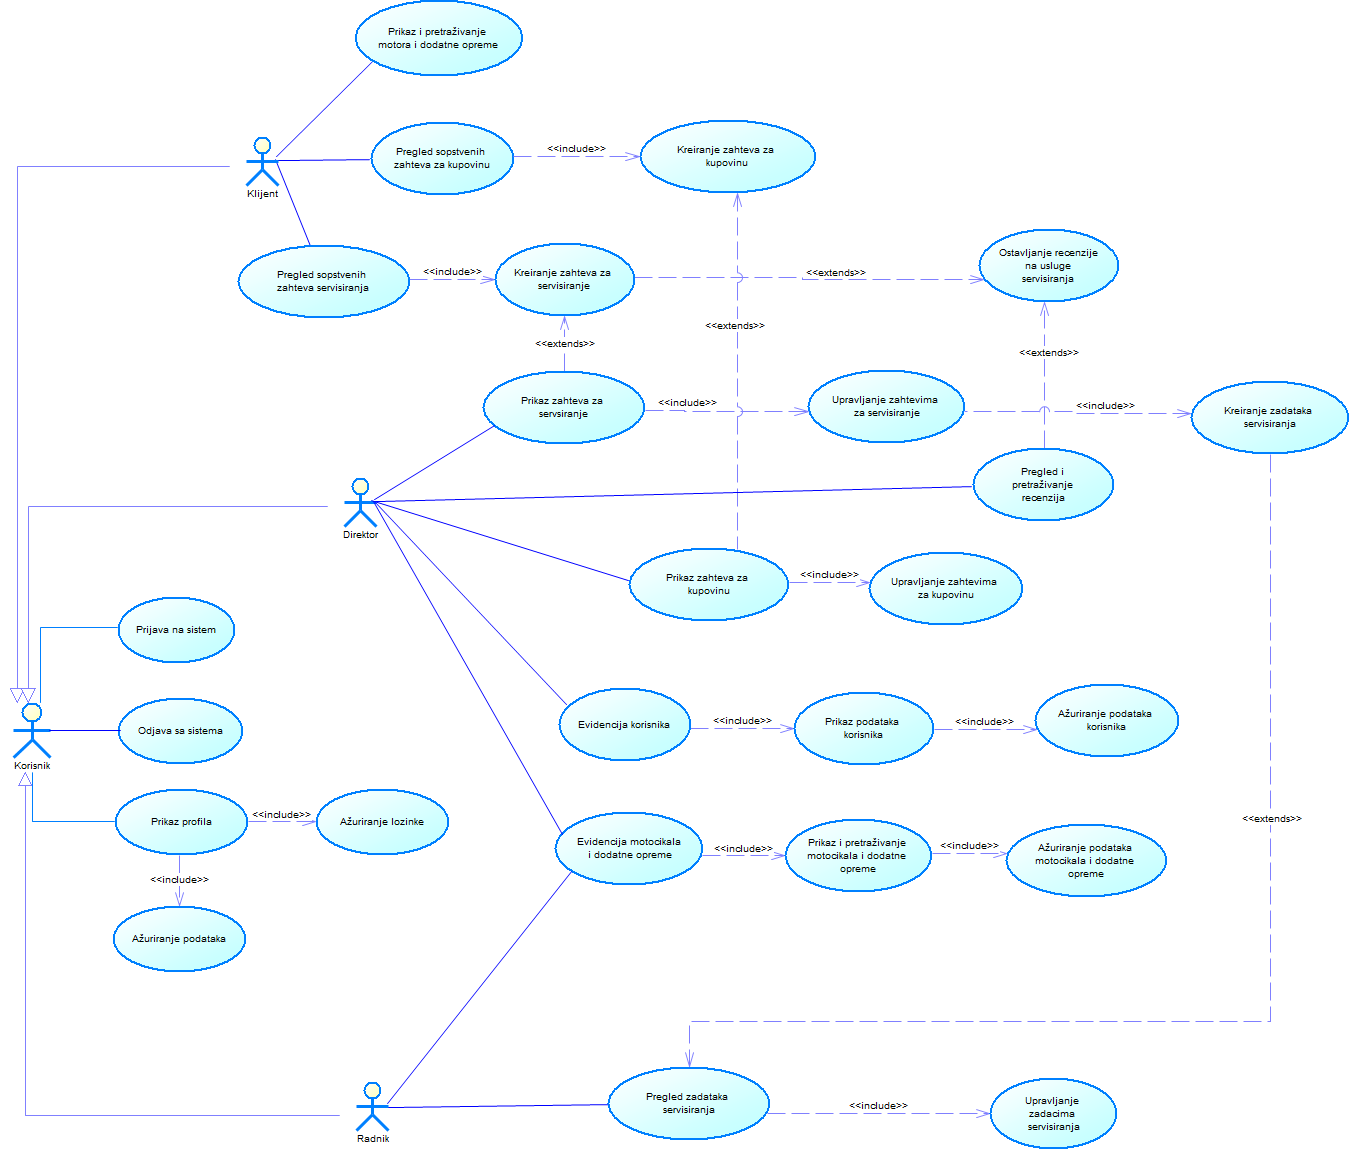 Prikaz i pretraživanje
motora i dodatne opreme
Pregled sopstvenih
zahteva za kupovinu
<<include>>
Kreiranje zahteva za
kupovinu
Klijent
Pregled sopstvenih
zahteva servisiranja
<<include>>
Kreiranje zahteva za
servisiranje
<<extends>>
Ostavljanje recenzije
na usluge
servisiranja
<<extends>>
<<extends>>
<<extends>>
Prikaz zahteva za
servsiranje
<<include>>
Upravljanje zahtevima
za servisiranje
<<include>>
Kreiranje zadataka
servisiranja
Pregled i
pretraživanje
recenzija
Direktor
Prikaz zahteva za
kupovinu
<<include>>
Upravljanje zahtevima
za kupovinu
Prijava na sistem
Odjava sa sistema
Korisnik
Evidencija korisnika
<<include>>
Prikaz podataka
korisnika
<<include>>
Ažuriranje podataka
korisnika
Prikaz profila
<<include>>
Ažuriranje lozinke
<<include>>
Ažuriranje podataka
Evidencija motocikala
i dodatne opreme
<<include>>
Prikaz i pretraživanje
motocikala i dodatne
opreme
<<include>>
Ažuriranje podataka
motocikala i dodatne
opreme
<<extends>>
Radnik
Pregled zadataka
servisiranja
<<include>>
Upravljanje
zadacima
servisiranja